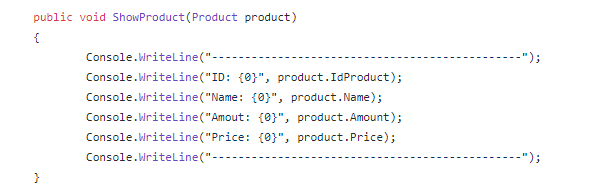 public void ShowProduct(Product product)
{
Console.WriteLine("-----------------------------------------------");
Console.WriteLine("ID: {0}", product.IdProduct);
Console.WriteLine("Name: {0}", product.Name);
Console.WriteLine("Amout: {0}", product.Amount);
Console.WriteLine("Price: {0}", product.Price);
Console.WriteLine("-----------------------------------------------");
}